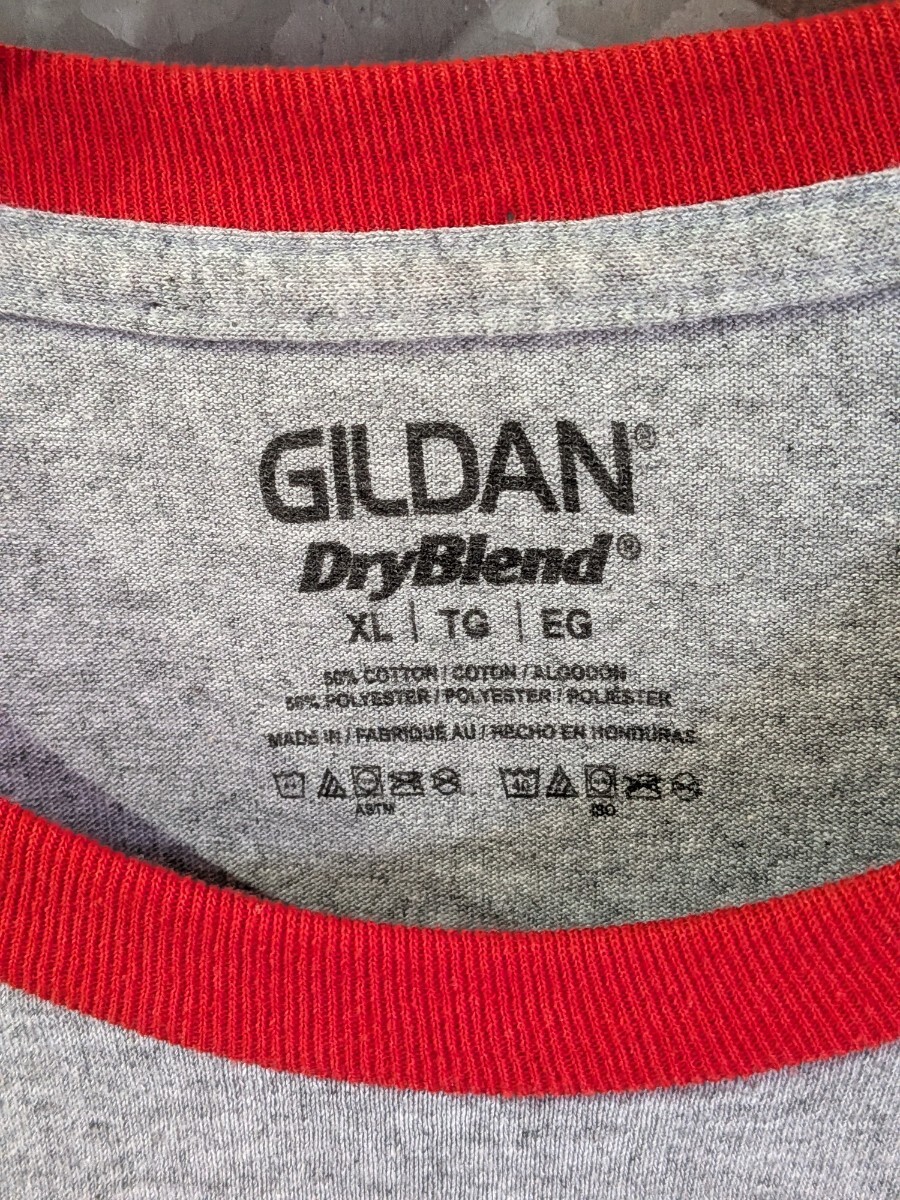 GILDAN®
DryBlend®
XL | TG | EG
50% COTTON / COTON / ALGODON
50% POLYESTER / POLYESTER / POLIESTER
MADE IN / FABRIQUÉ AU / HECHO EN HONDURAS
ASTM ISO